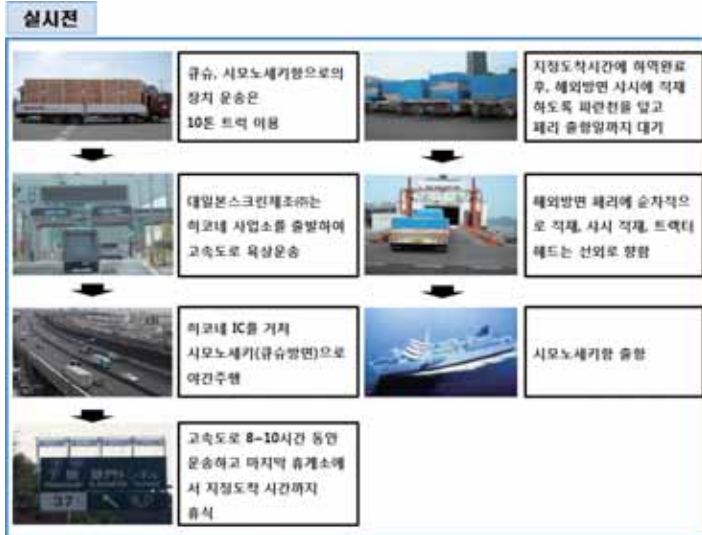 실시전
큐슈, 시모노세키항으로의
장치 운송은
10톤 트럭 이용
대일본스크린제조㈜는
히코네 사업소를 출발하여
고속도로 육상운송
히코네 IC를 거쳐
시모노세키(큐슈방면)으로
야간주행
고속도로 8~10시간 동안
운송하고 마지막 휴게소에
서 지정도착 시간까지
휴식
37
지정도착시간에 하역완료
후, 해외방면 샤시에 적재
하도록 파란천을 덮고
페리 출항일까지 대기
해외방면 페리에 순차적으
로 적재, 샤시 적재, 트랙터
헤드는 선외로 향함
시모노세키항 출항